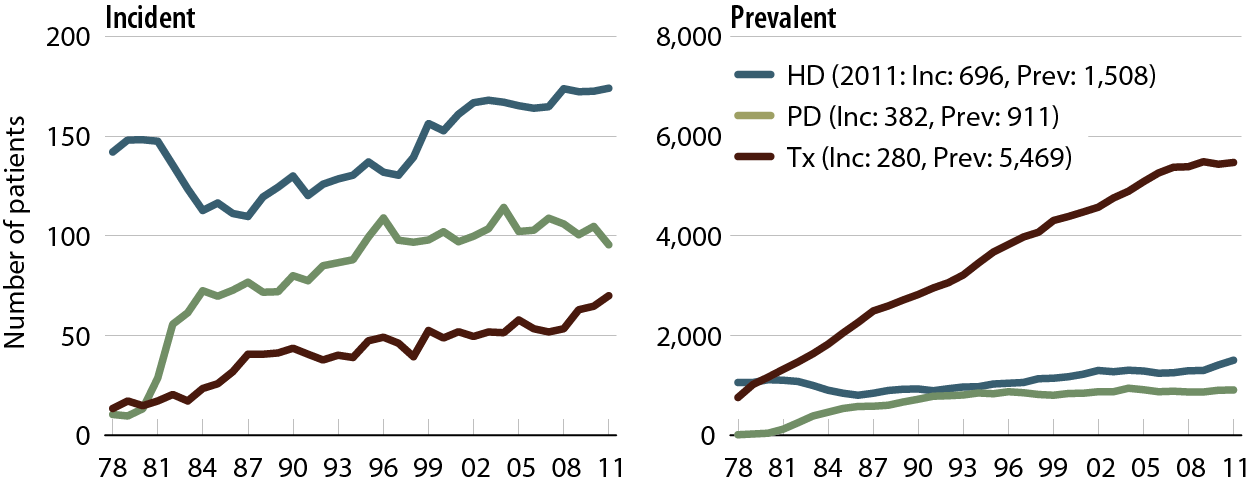 Incident
Number of patients
200
150
100
50
0
78 81 84 87 90 93 96 99 02 05 08 11
Prevalent
8,000
6,000
4,000
2,000
0
HD (2011: Inc: 696, Prev: 1,508)
PD (Inc: 382, Prev: 911)
Tx (Inc: 280, Prev: 5,469)
78 81 84 87 90 93 96 99 02 05 08 11